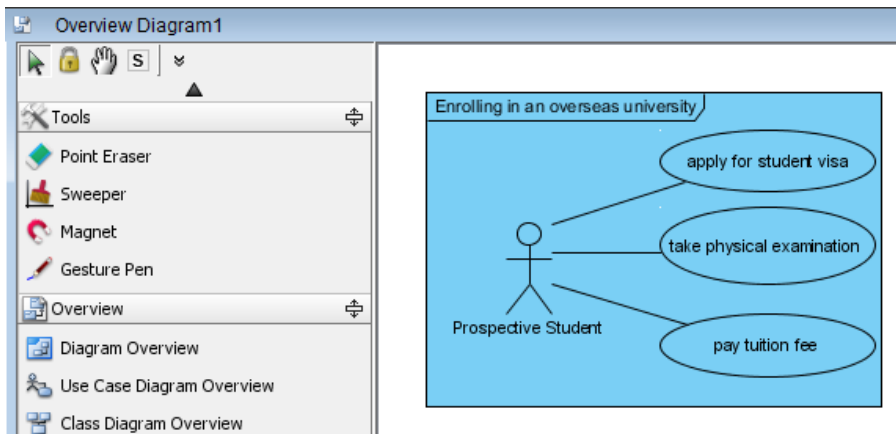 Overview Diagram1
S
Tools
Point Eraser
Sweeper
Magnet
Gesture Pen
Overview
Diagram Overview
Use Case Diagram Overview
Class Diagram Overview
Enrolling in an overseas university
apply for student visa
take physical examination
Prospective Student
pay tuition fee